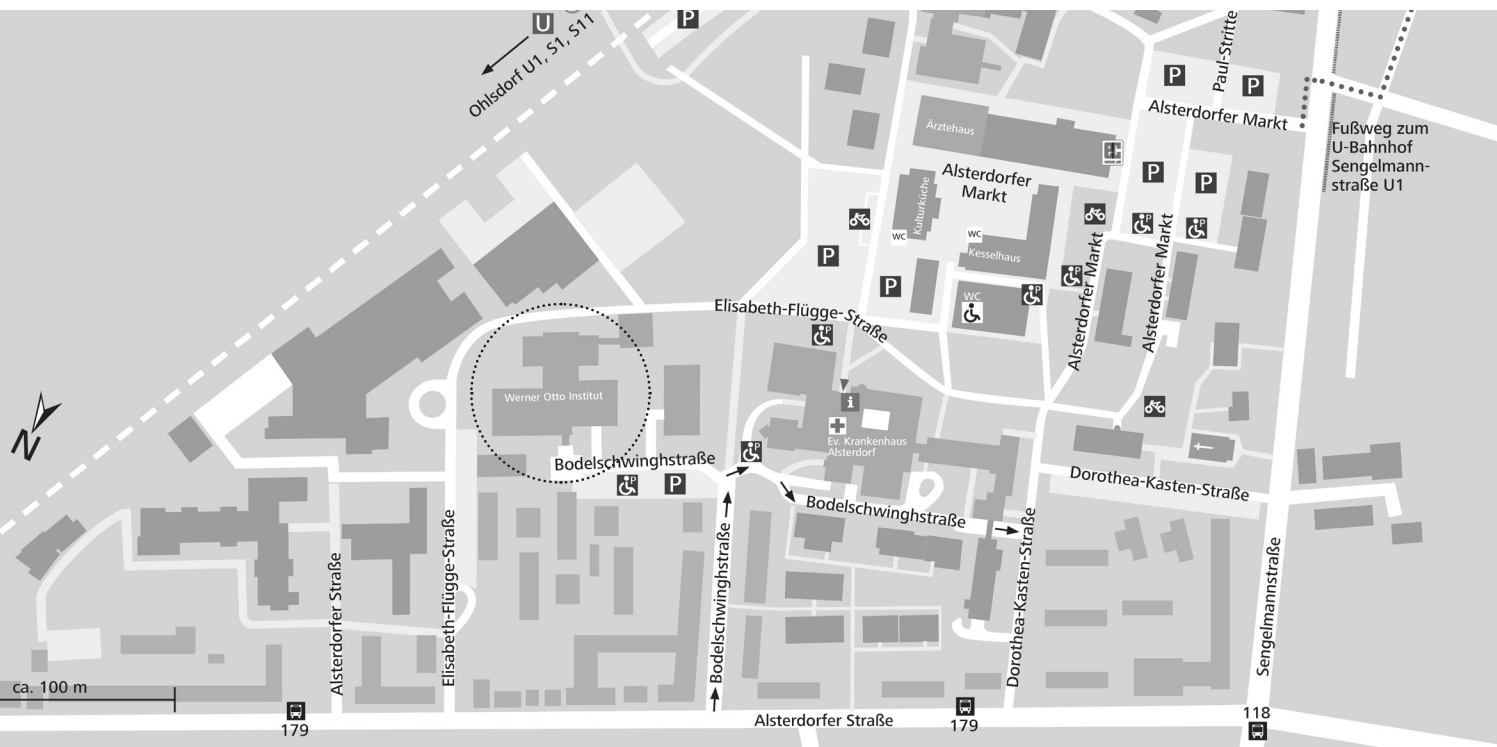 U
P
Ohlsdorf U1, S1, S11
Paul-Stritte
P
P
Alsterdorfer Markt
Fußweg zum
U-Bahnhof
Sengelmann-
straße U1
Ärztehaus
Alsterdorfer
Markt
Kulturküche
P
P
WC
WC
Kesselhaus
P
P
P
P
P
P
WC
Alsterdorfer Markt
Alsterdorfer Markt
Elisabeth-Flügge-Straße
P
Werner Otto Institut
i
Ev. Krankenhaus
Alsterdorf
N
Bodelschwinghstraße
P
P
P
Bodelschwinghstraße
Dorothea-Kasten-Straße
Alsterdorfer Straße
Elisabeth-Flügge-Straße
Bodelschwinghstraße
Dorothea-Kasten-Straße
Sengelmannstraße
ca. 100 m
179
Alsterdorfer Straße
179
118